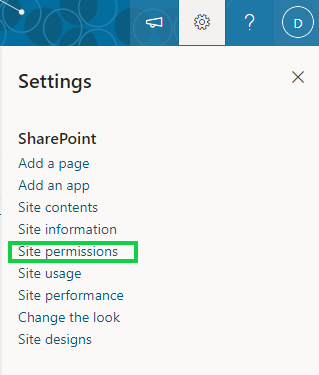 ?
D
Settings
SharePoint
Add a page
Add an app
Site contents
Site information
Site permissions
Site usage
Site performance
Change the look
Site designs